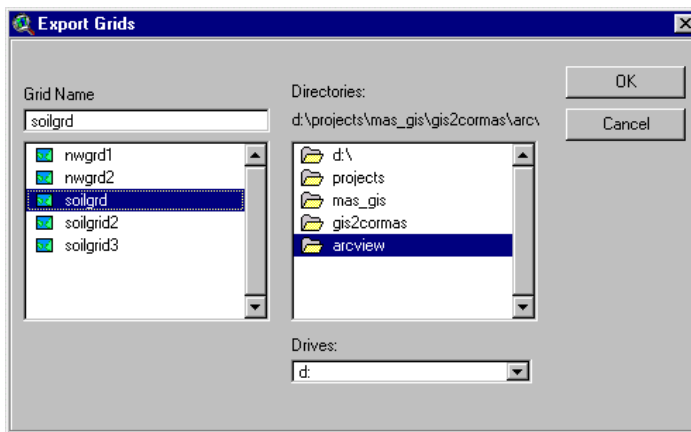 Export Grids
Grid Name
soilgrd
nwgrd1
nwgrd2
soilgrd
soilgrid2
soilgrid3
Directories:
d:\projects\mas_gis\gis2cormas\arc\
d:\
projects
mas_gis
gis2cormas
arcview
Drives:
d:
OK
Cancel